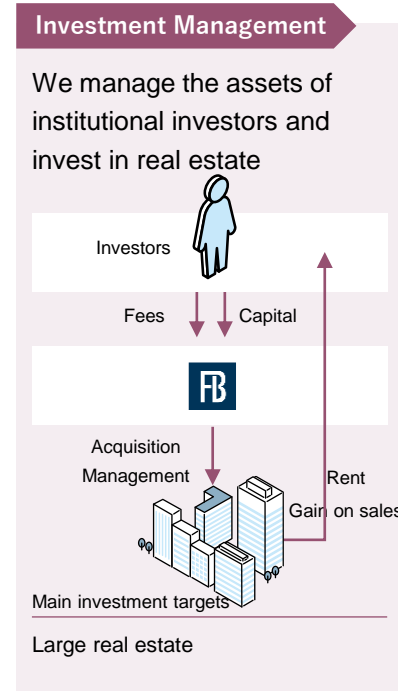 Investment Management
We manage the assets of
institutional investors and
invest in real estate
Investors
Fees
Capital
FB
Acquisition
Management
Rent
Gain on sales
Main investment targets
Large real estate